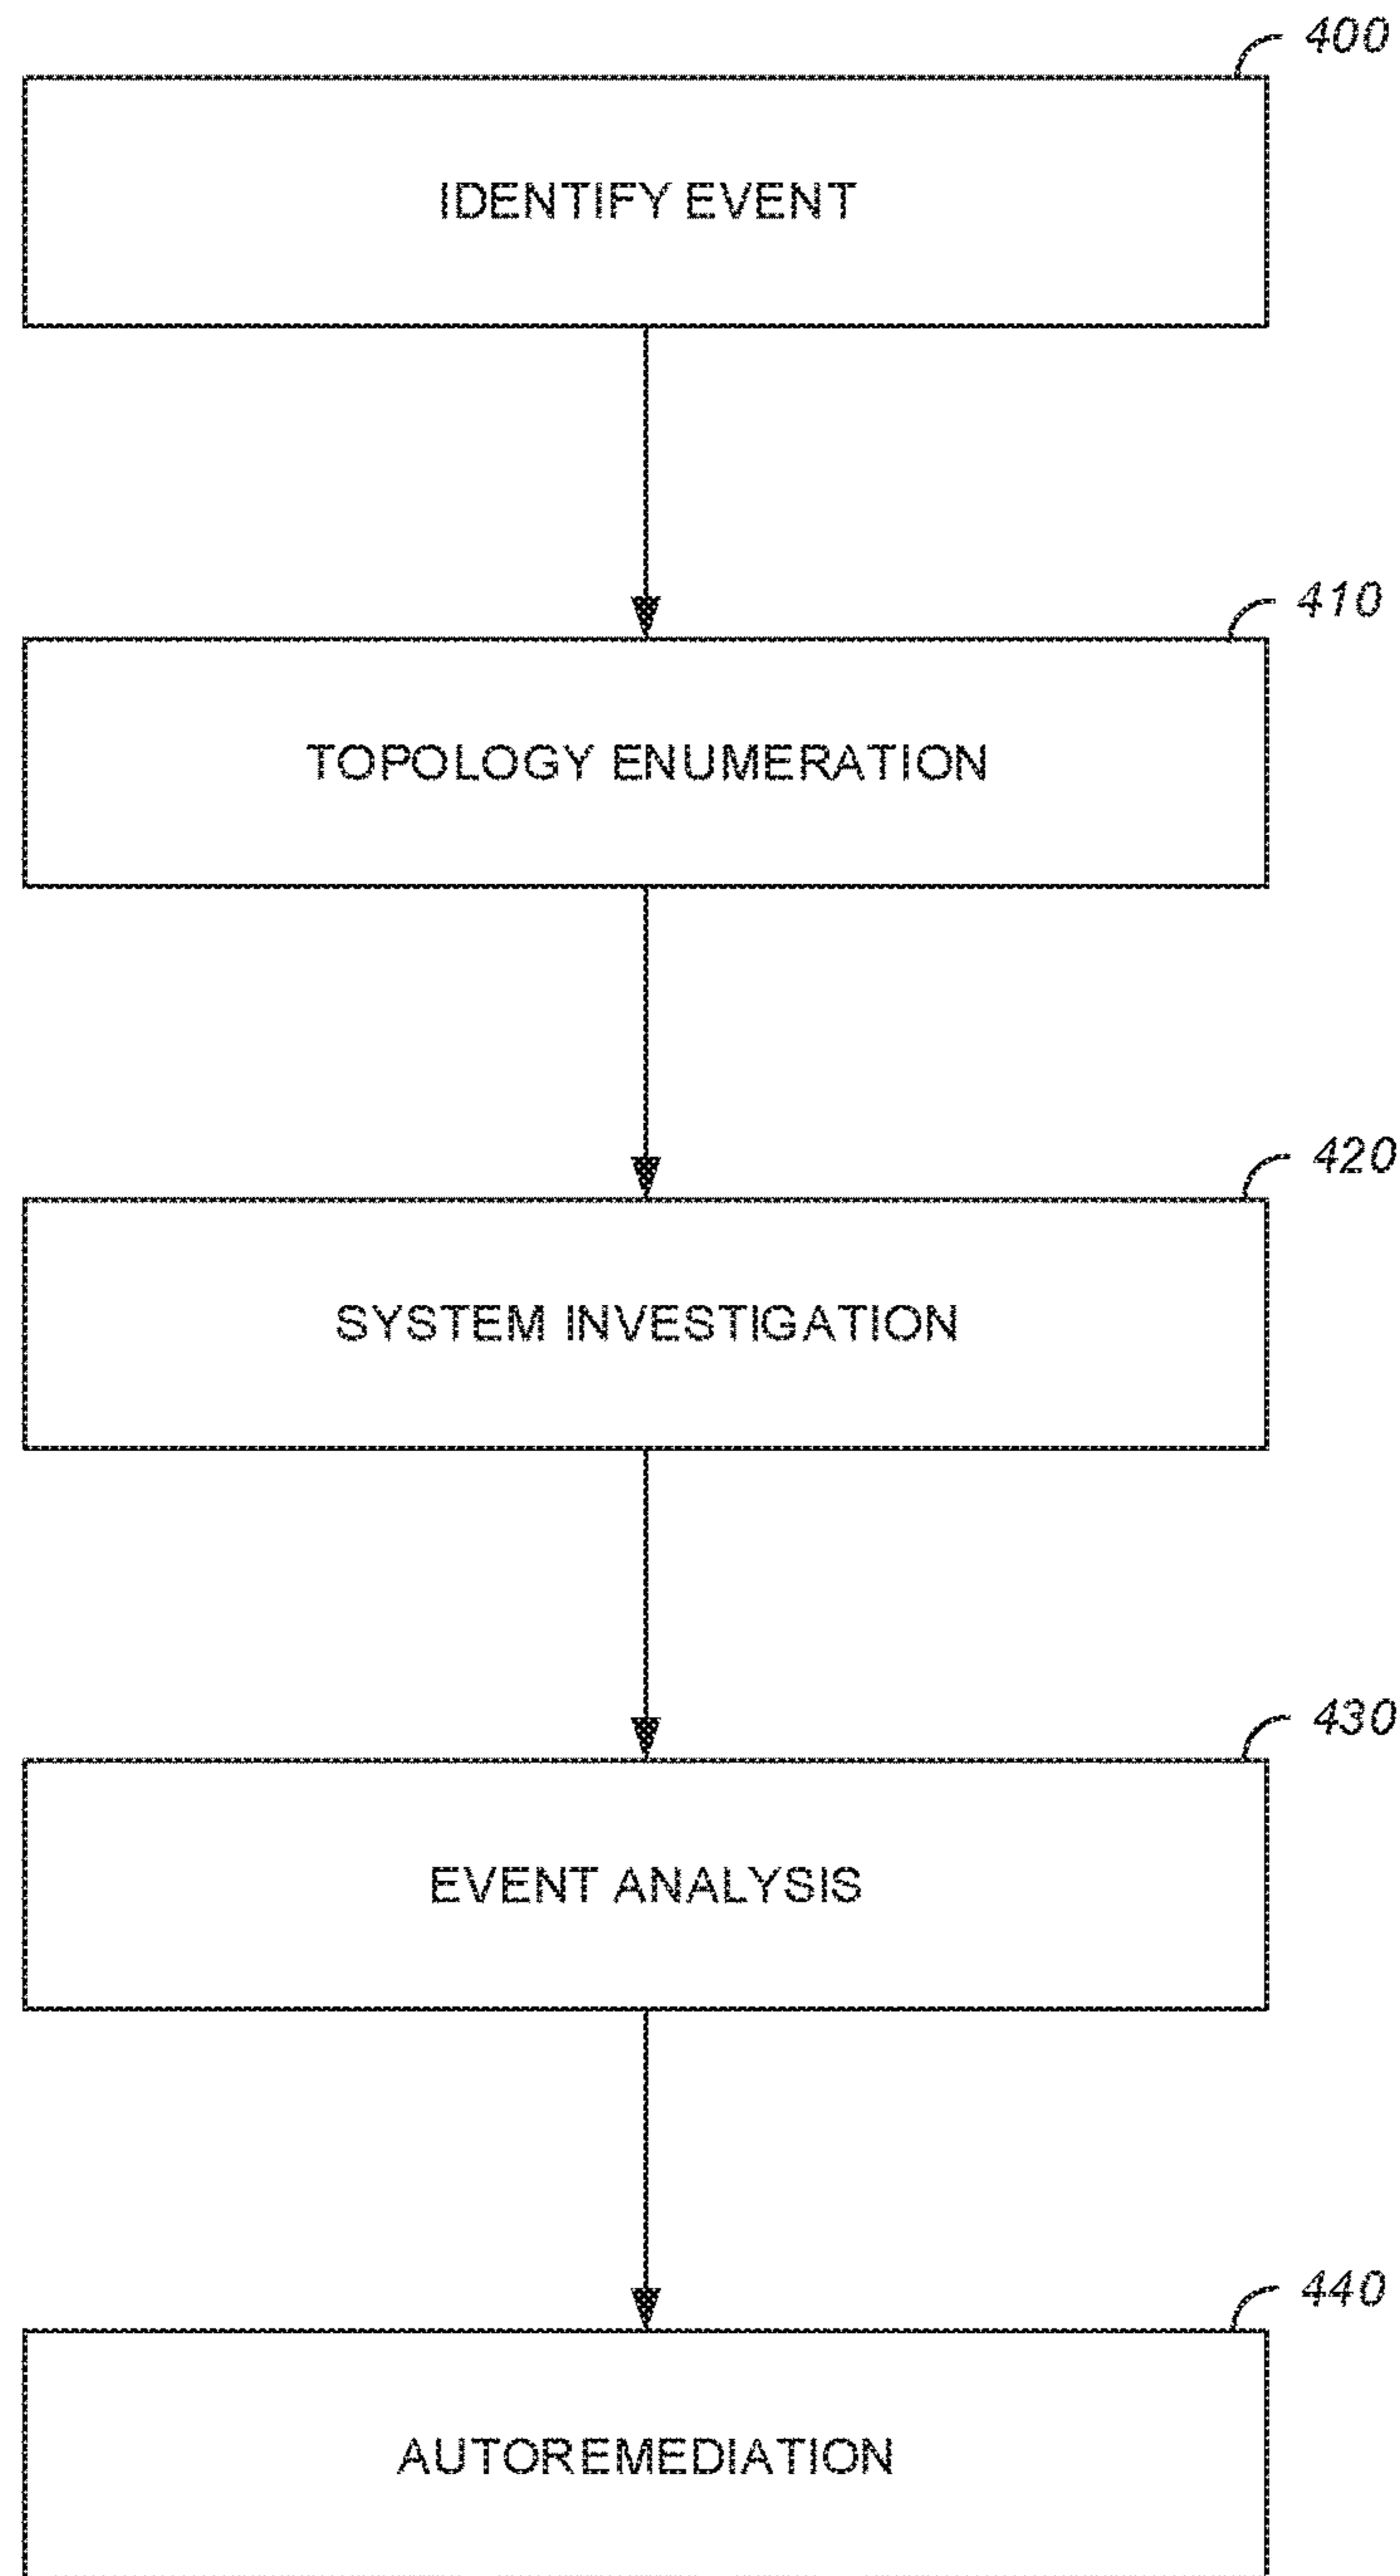 400
IDENTIFY EVENT
410
TOPOLOGY ENUMERATION
420
SYSTEM INVESTIGATION
430
EVENT ANALYSIS
440
AUTOREMEDIATION